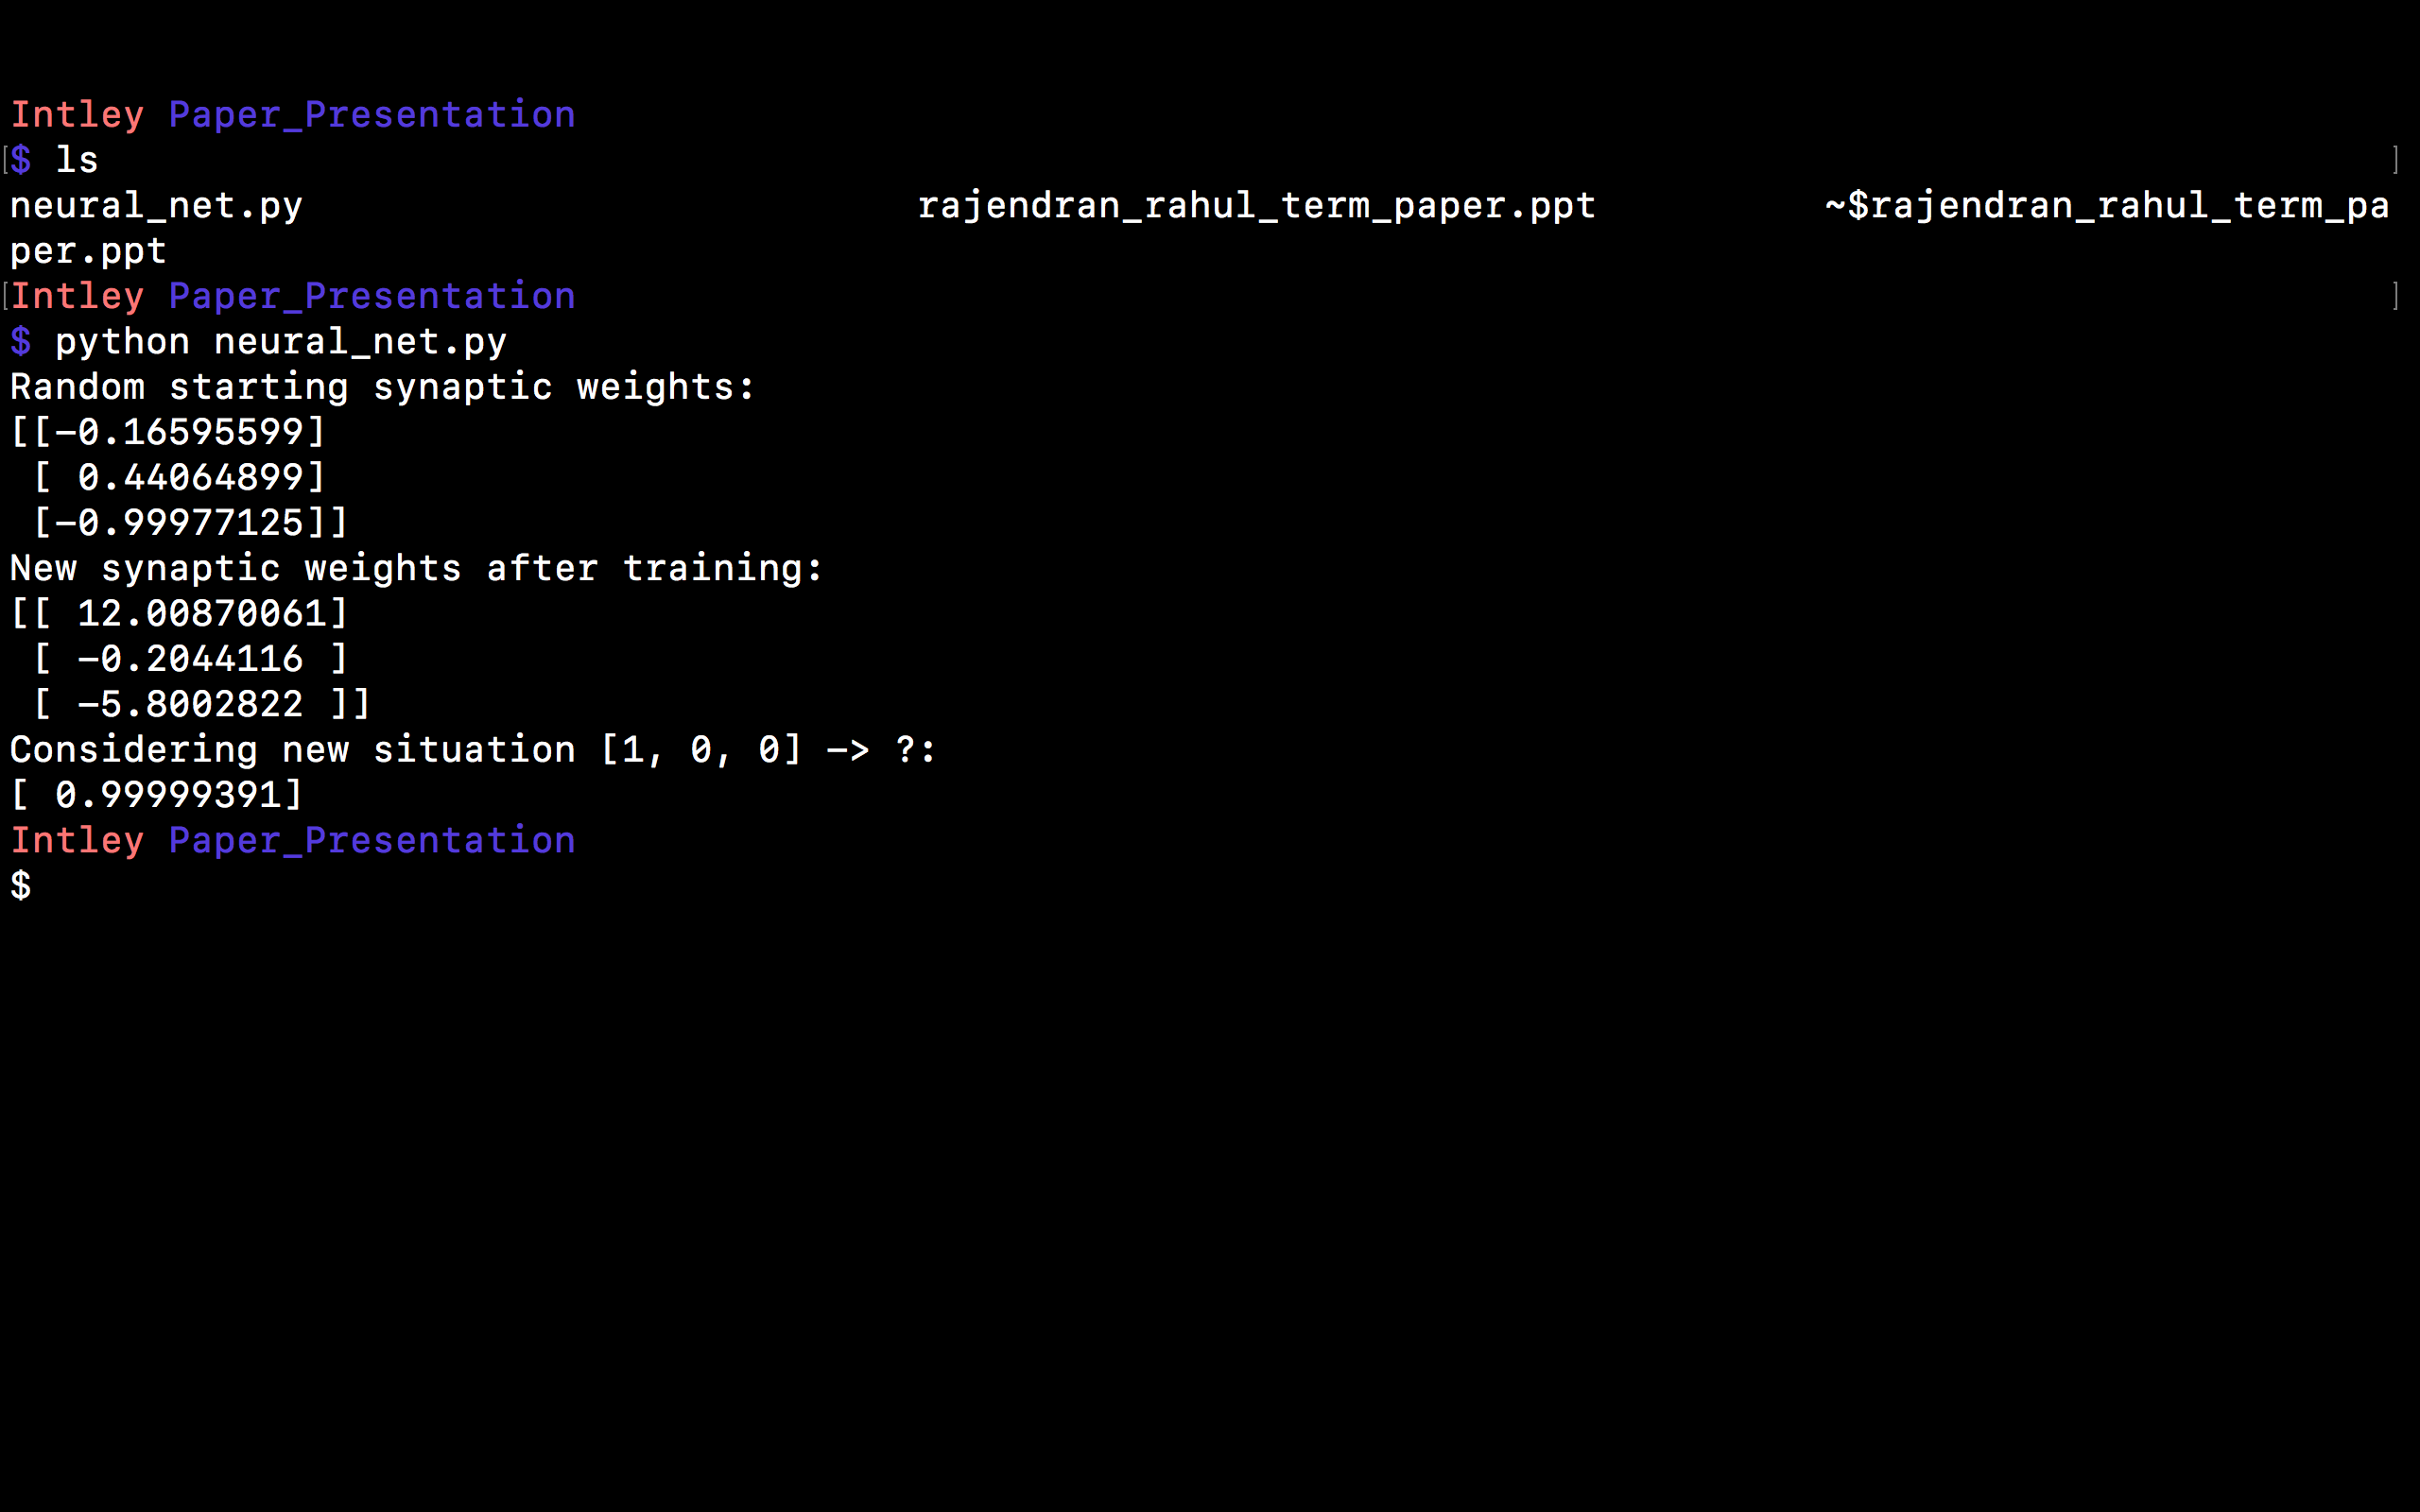 Intley Paper_Presentation
[$ ls ]
neural_net.py rajendran_rahul_term_paper.ppt ~$rajendran_rahul_term_pa
per.ppt
[Intley Paper_Presentation ]
$ python neural_net.py
Random starting synaptic weights:
[[-0.16595599]
 [ 0.44064899]
 [-0.99977125]]
New synaptic weights after training:
[[ 12.00870061]
 [ -0.2044116 ]
 [ -5.8002822 ]]
Considering new situation [1, 0, 0] -> ?:
[ 0.99999391]
Intley Paper_Presentation
$